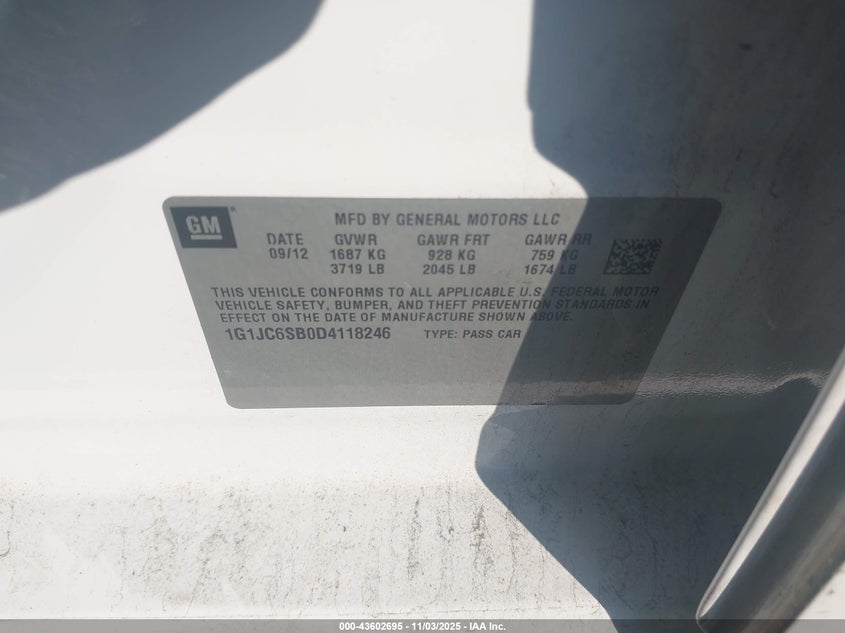 GM
MFD BY GENERAL MOTORS LLC
DATE GVWR GAWR FRT GAWR RR
09/12 1687 KG 928 KG 759 KG
3719 LB 2045 LB 1674 LB
THIS VEHICLE CONFORMS TO ALL APPLICABLE U.S. FEDERAL MOTOR
VEHICLE SAFETY, BUMPER, AND THEFT PREVENTION STANDARDS IN
EFFECT ON THE DATE OF MANUFACTURE SHOWN ABOVE.
1G1JC6SB0D4118246 TYPE: PASS CAR
000-43602695 - 11/03/2025 - IAA Inc.